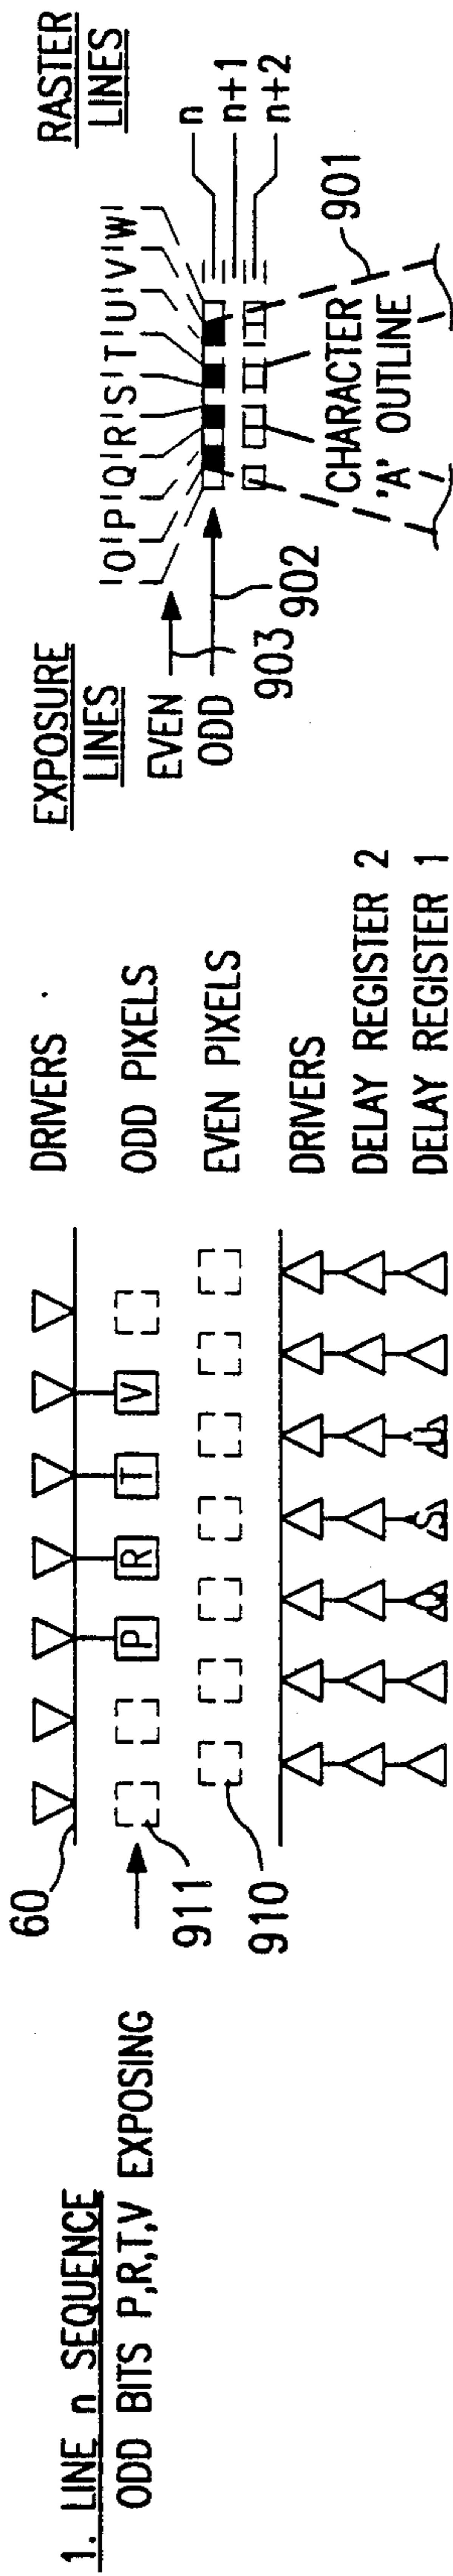 1. LINE n SEQUENCE
ODD BITS P,R,T,V EXPOSING
60
911
910
P R T V
Q S U
DRIVERS
ODD PIXELS
EVEN PIXELS
DRIVERS
DELAY REGISTER 2
DELAY REGISTER 1
EXPOSURE
LINES
EVEN
ODD
903
902
O P Q R S T U V W
RASTER
LINES
n
n+1
n+2
901
CHARACTER
'A' OUTLINE